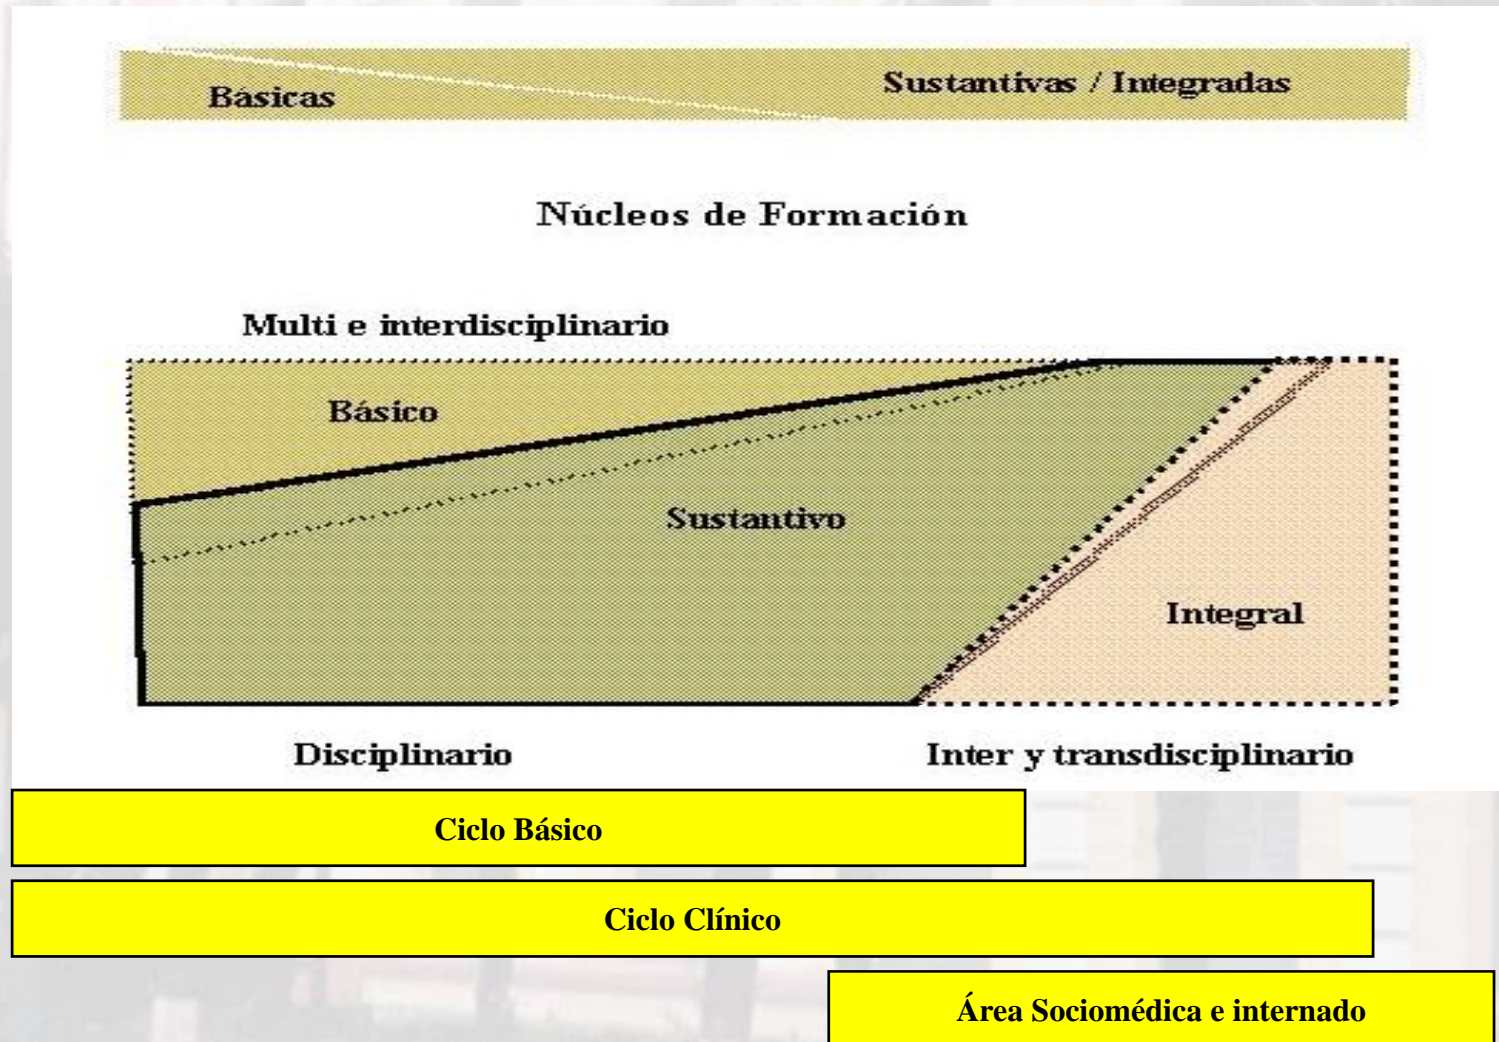 Básicas
Sustantivas / Integradas
Núcleos de Formación
Multi e interdisciplinario
Básico
Sustantivo
Integral
Disciplinario
Inter y transdisciplinario
Ciclo Básico
Ciclo Clínico
Área Sociomédica e internado